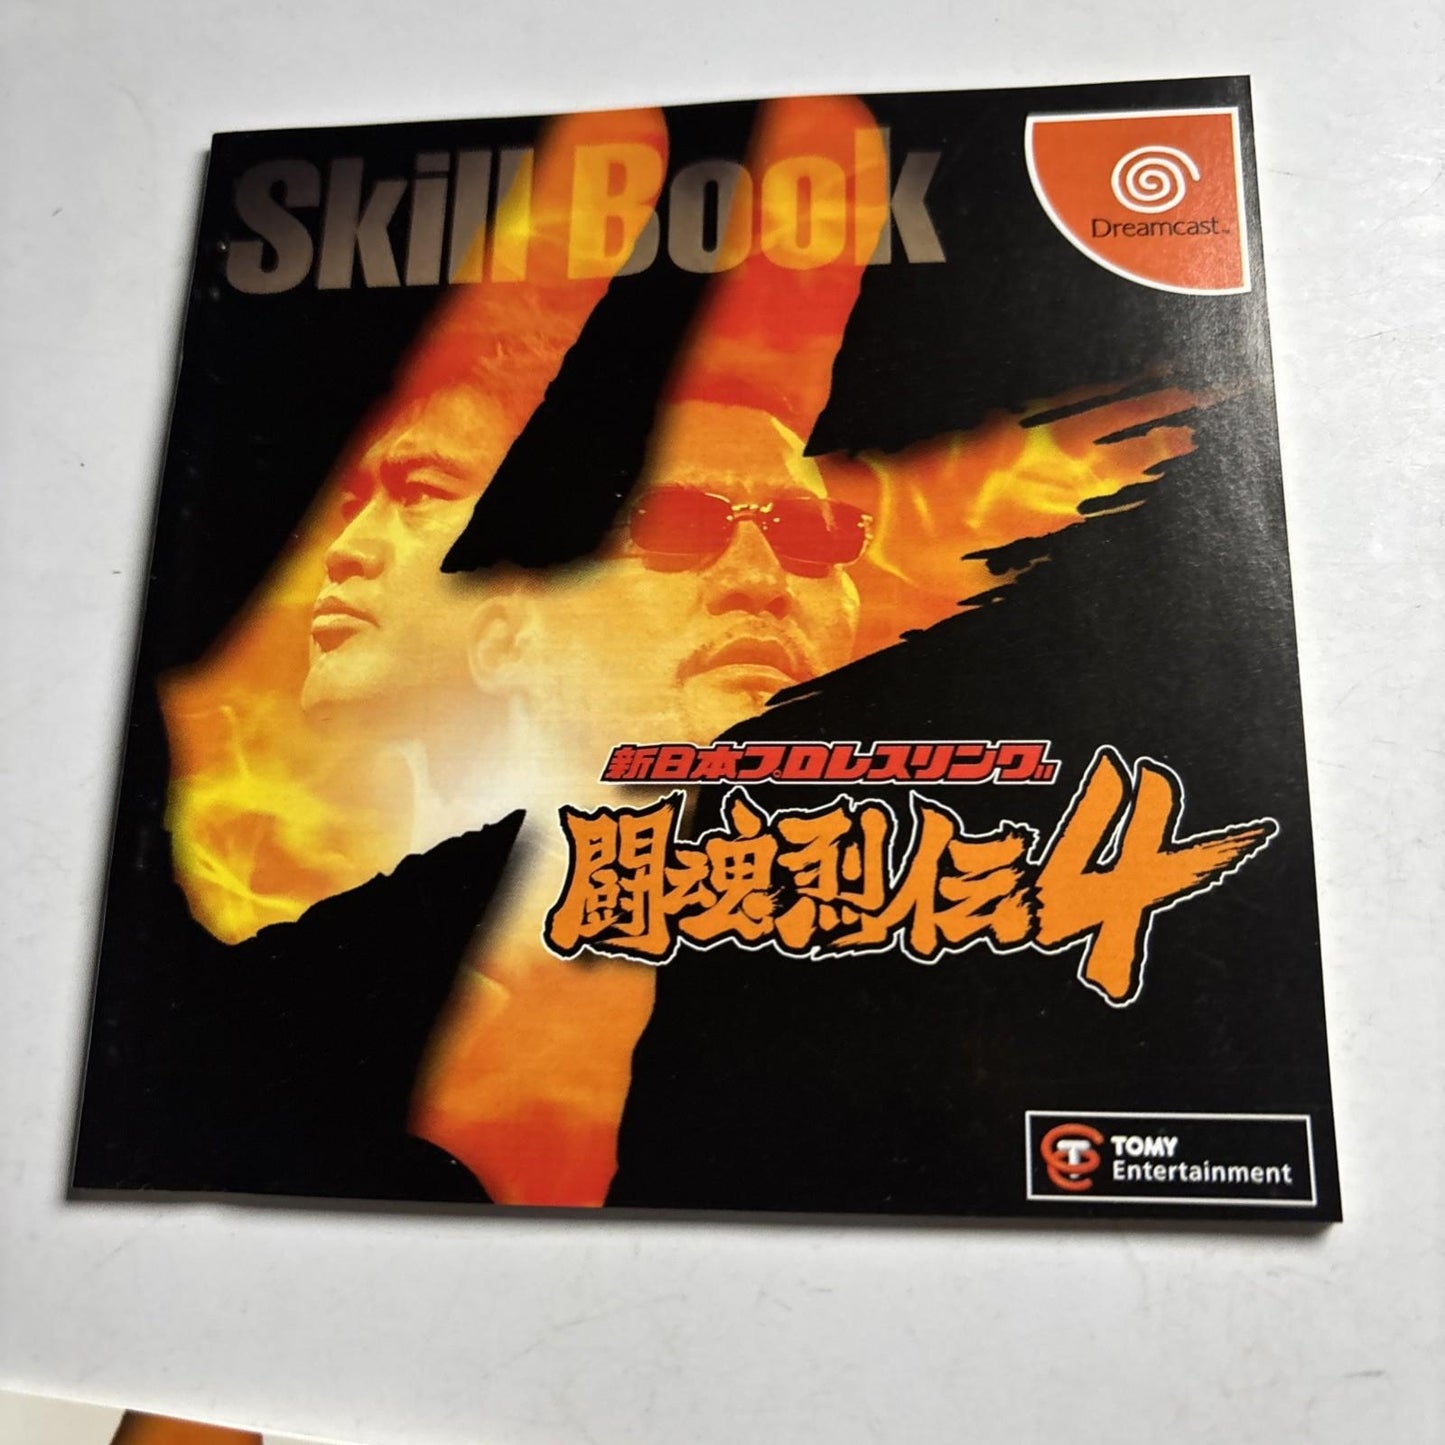 Skill Book
Dreamcast™
新日本プロレスリング
闘魂烈伝4
TOMY
Entertainment